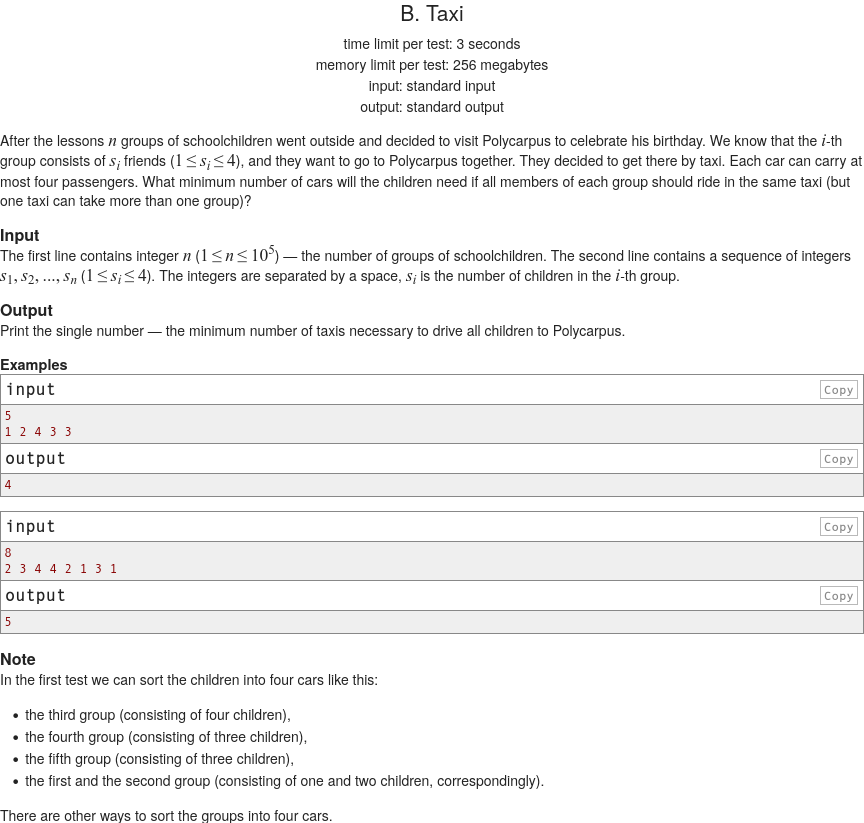 B. Taxi
time limit per test: 3 seconds
memory limit per test: 256 megabytes
input: standard input
output: standard output
After the lessons n groups of schoolchildren went outside and decided to visit Polycarpus to celebrate his birthday. We know that the i-th
group consists of s_i friends (1 ≤ s_i ≤ 4), and they want to go to Polycarpus together. They decided to get there by taxi. Each car can carry at
most four passengers. What minimum number of cars will the children need if all members of each group should ride in the same taxi (but
one taxi can take more than one group)?
Input
The first line contains integer n (1 ≤ n ≤ 10^5) — the number of groups of schoolchildren. The second line contains a sequence of integers
s_1, s_2, ..., s_n (1 ≤ s_i ≤ 4). The integers are separated by a space, s_i is the number of children in the i-th group.
Output
Print the single number — the minimum number of taxis necessary to drive all children to Polycarpus.
Examples
input Copy
5
1 2 4 3 3
output Copy
4
input Copy
8
2 3 4 4 2 1 3 1
output Copy
5
Note
In the first test we can sort the children into four cars like this:
• the third group (consisting of four children),
• the fourth group (consisting of three children),
• the fifth group (consisting of three children),
• the first and the second group (consisting of one and two children, correspondingly).
There are other ways to sort the groups into four cars.